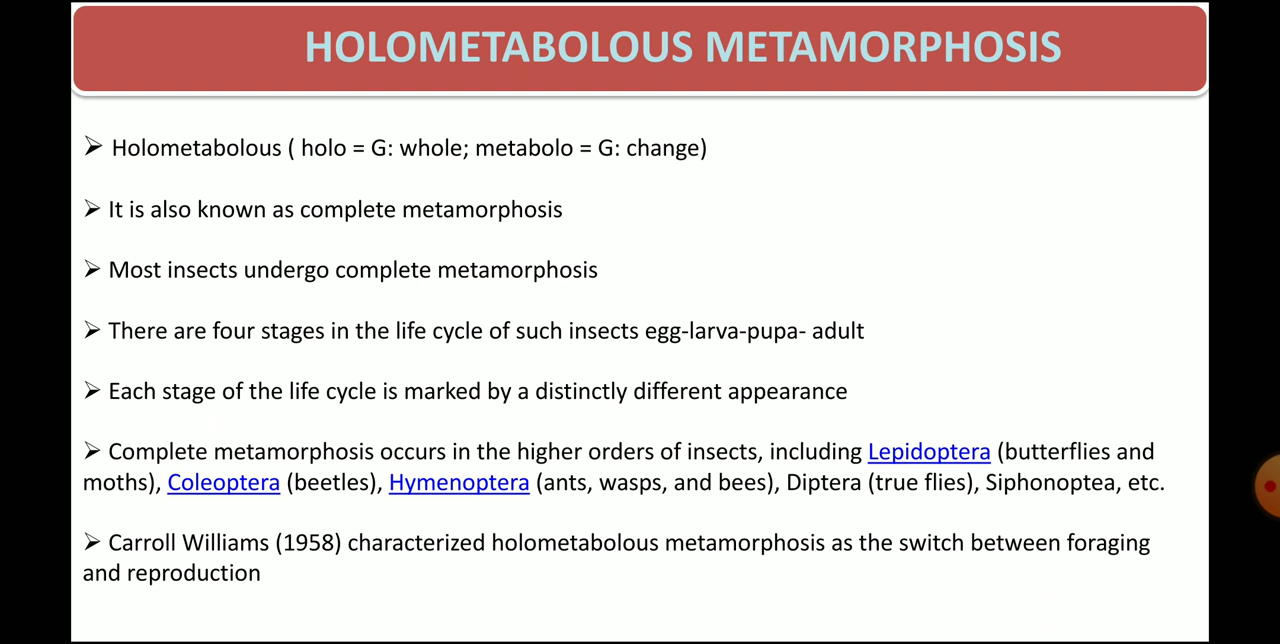 HOLOMETABOLOUS METAMORPHOSIS
➢ Holometabolous ( holo = G: whole; metabolo = G: change)
➢ It is also known as complete metamorphosis
➢ Most insects undergo complete metamorphosis
➢ There are four stages in the life cycle of such insects egg-larva-pupa- adult
➢ Each stage of the life cycle is marked by a distinctly different appearance
➢ Complete metamorphosis occurs in the higher orders of insects, including Lepidoptera (butterflies and
moths), Coleoptera (beetles), Hymenoptera (ants, wasps, and bees), Diptera (true flies), Siphonoptea, etc.
➢ Carroll Williams (1958) characterized holometabolous metamorphosis as the switch between foraging
and reproduction